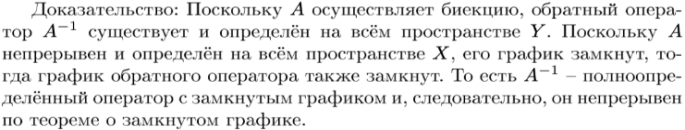 Доказательство: Поскольку A осуществляет биекцию, обратный опера-
тор A⁻¹ существует и определён на всём пространстве Y. Поскольку A
непрерывен и определён на всём пространстве X, его график замкнут, то-
гда график обратного оператора также замкнут. То есть A⁻¹ – полноопре-
делённый оператор с замкнутым графиком и, следовательно, он непрерывен
по теореме о замкнутом графике.